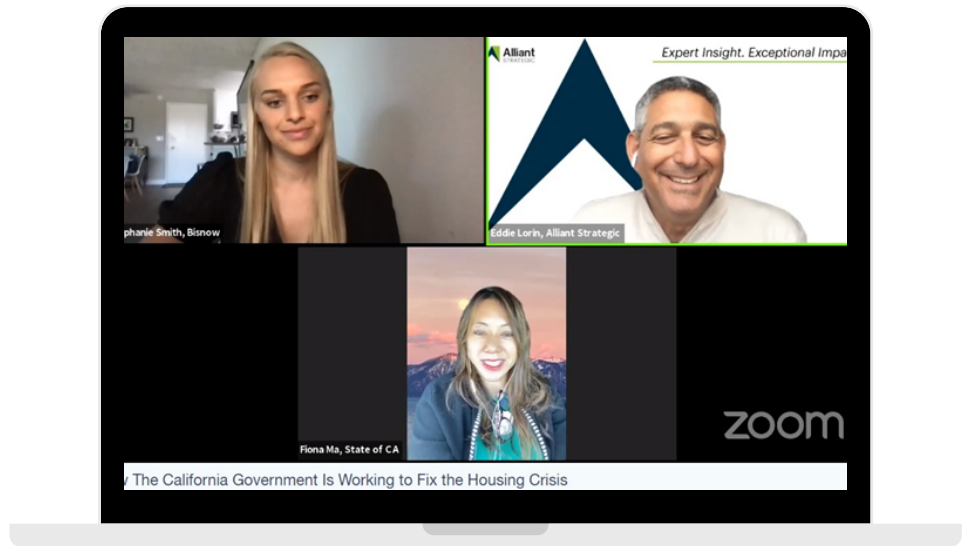 Alliant
STRATEGIC
Expert Insight. Exceptional Impa
phanie Smith, Bisnow
Eddie Lorin, Alliant Strategic
Fiona Ma, State of CA
zoom
The California Government Is Working to Fix the Housing Crisis